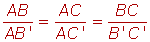 AB/AB' = AC/AC' = BC/B'C'